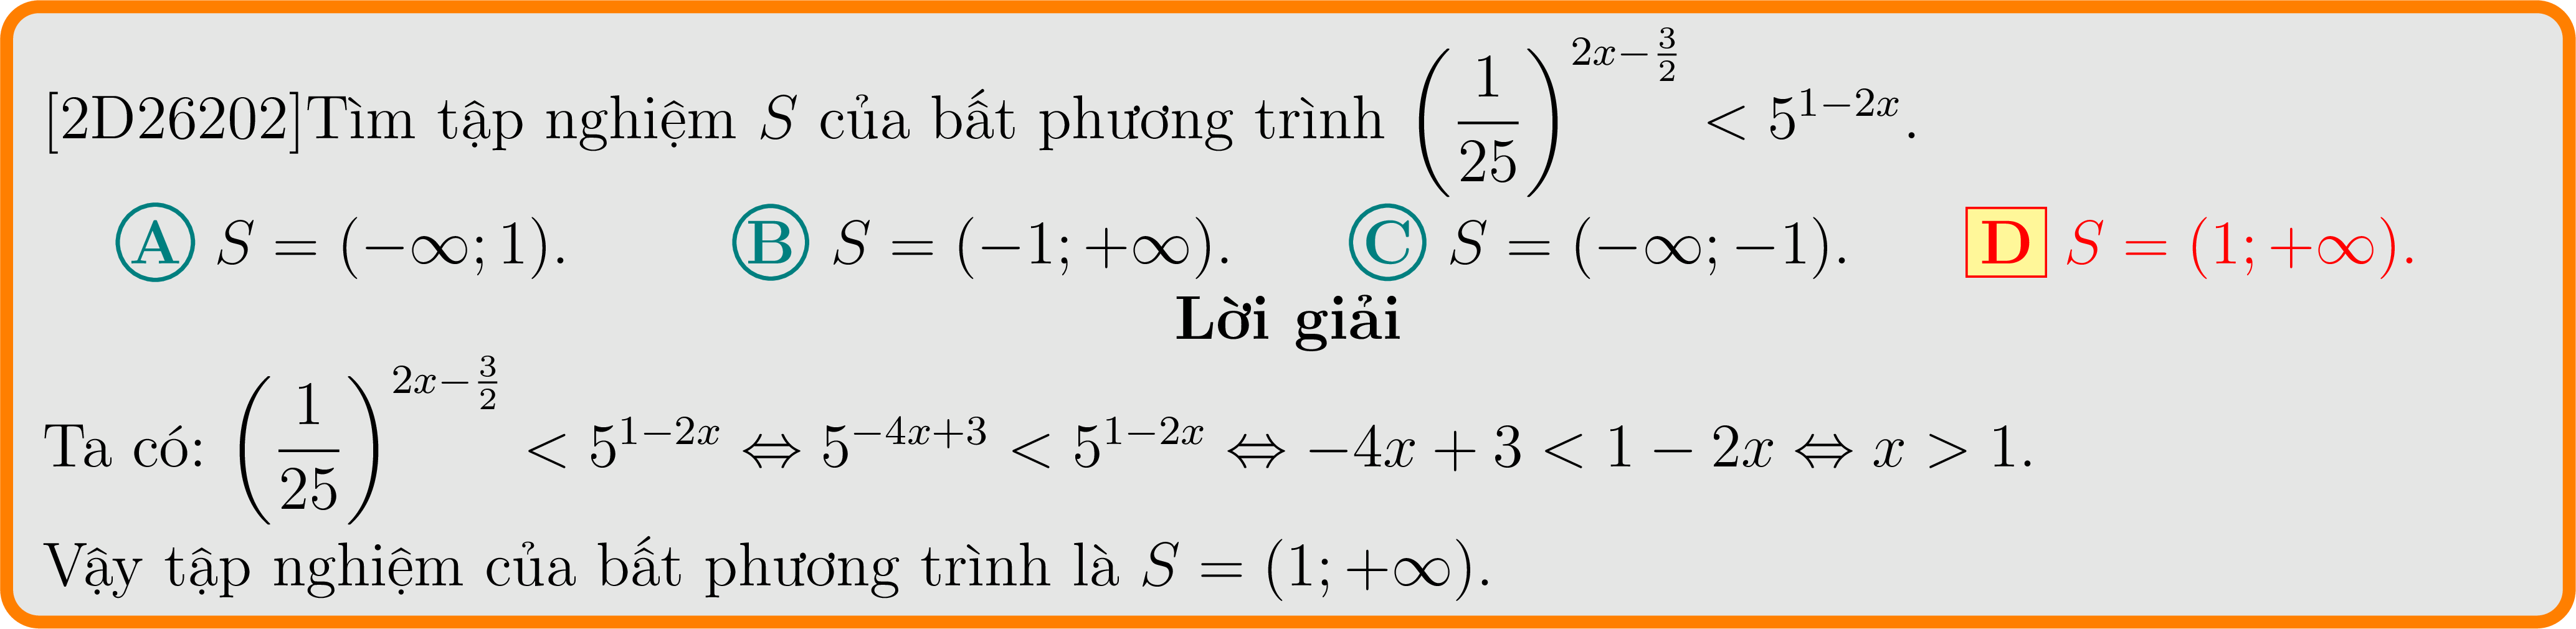 [2D26202]Tìm tập nghiệm $S$ của bất phương trình $\left(\dfrac{1}{25}\right)^{2x-\frac{3}{2}} < 5^{1-2x}$.
A $S = (-\infty; 1)$. B $S = (-1; +\infty)$. C $S = (-\infty; -1)$. D $S = (1; +\infty)$.
Lời giải
Ta có: $\left(\dfrac{1}{25}\right)^{2x-\frac{3}{2}} < 5^{1-2x} \Leftrightarrow 5^{-4x+3} < 5^{1-2x} \Leftrightarrow -4x + 3 < 1 - 2x \Leftrightarrow x > 1$.
Vậy tập nghiệm của bất phương trình là $S = (1; +\infty)$.